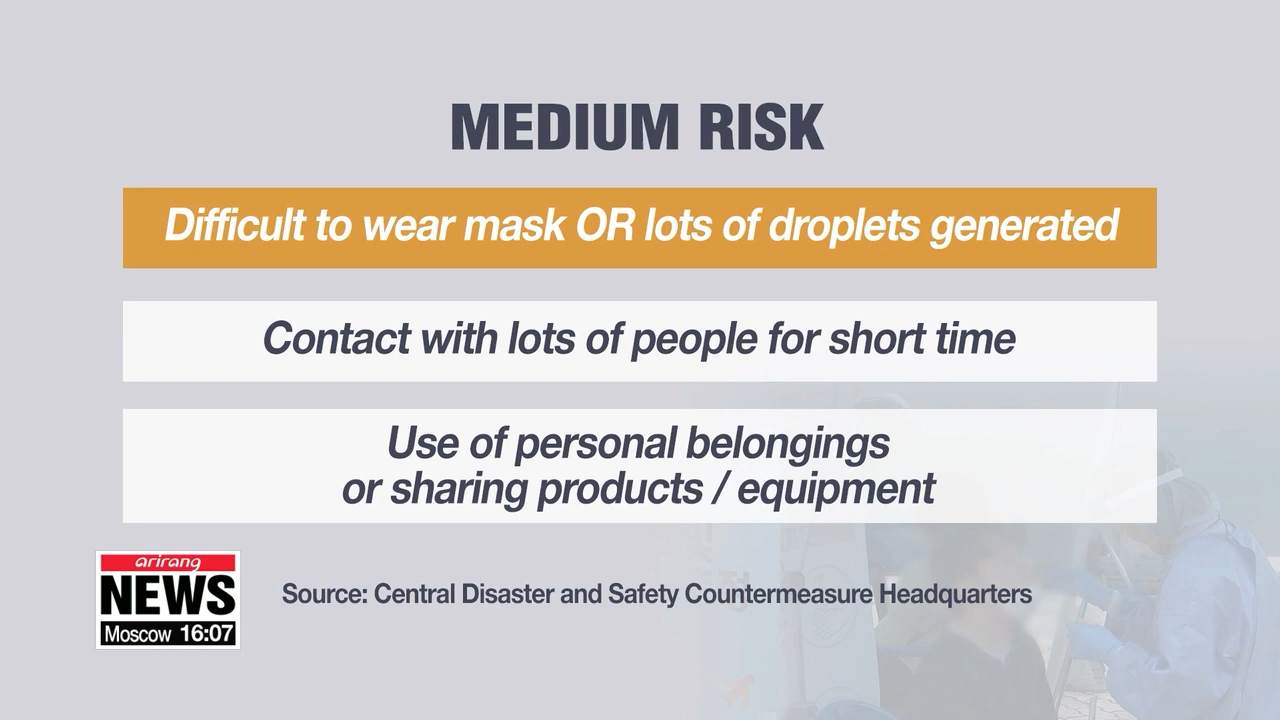 MEDIUM RISK
Difficult to wear mask OR lots of droplets generated
Contact with lots of people for short time
Use of personal belongings
or sharing products / equipment
arirang
NEWS
Moscow 16:07
Source: Central Disaster and Safety Countermeasure Headquarters